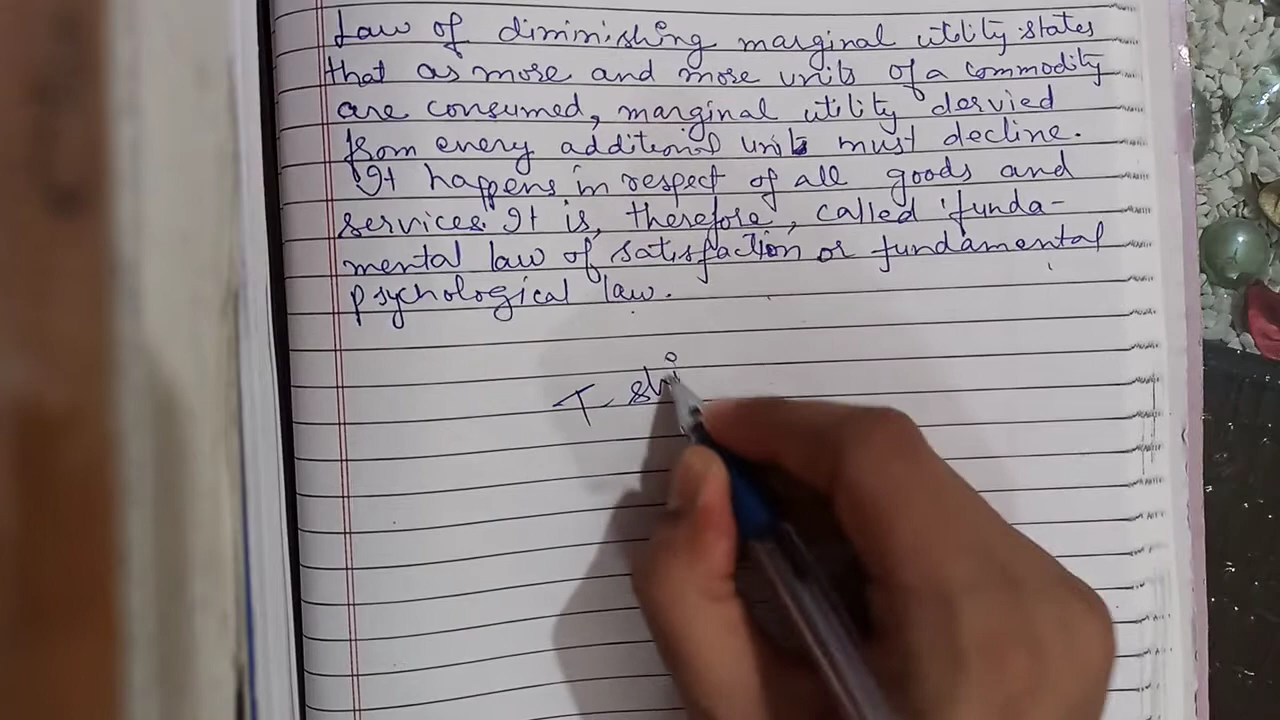 Law of diminishing marginal utility states
that as more and more units of a commodity
are consumed, marginal utility dervied
from every additional unit must decline.
It happens in respect of all goods and
services. It is, therefore, called 'funda-
mental law of satisfaction or fundamental
psychological law.
T shi